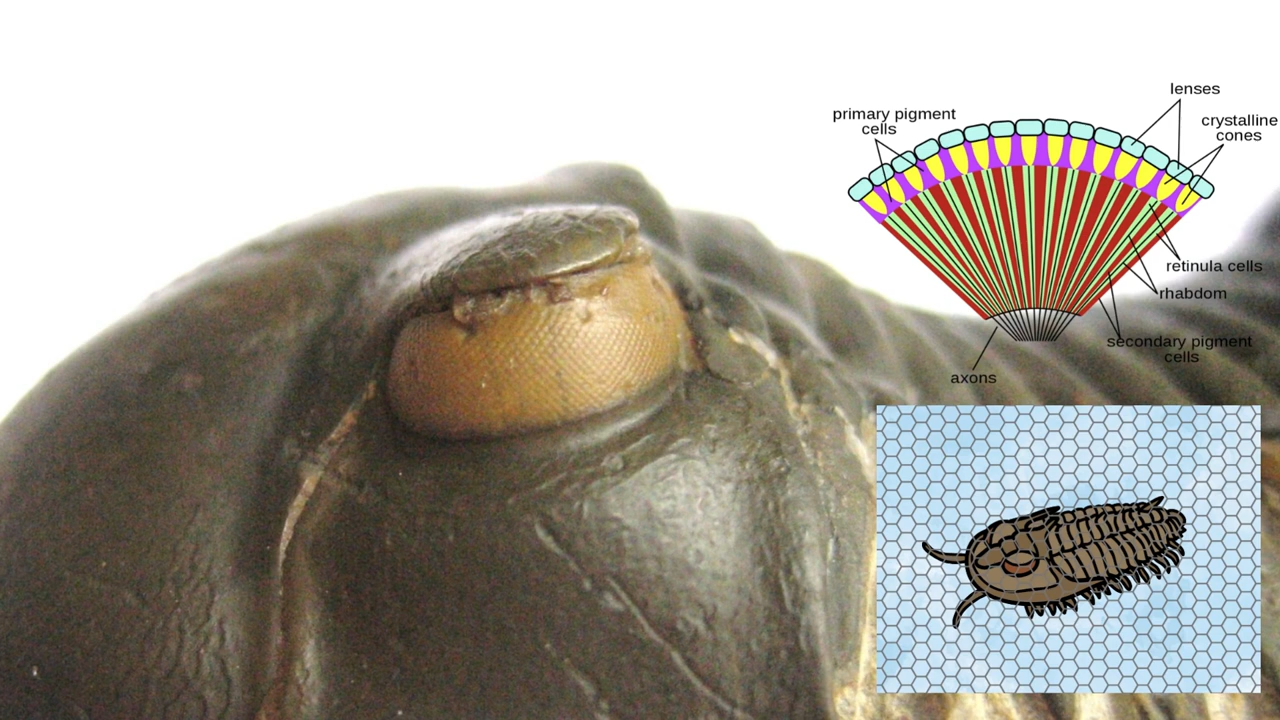 lenses
primary pigment
cells
crystalline
cones
retinula cells
rhabdom
secondary pigment
cells
axons